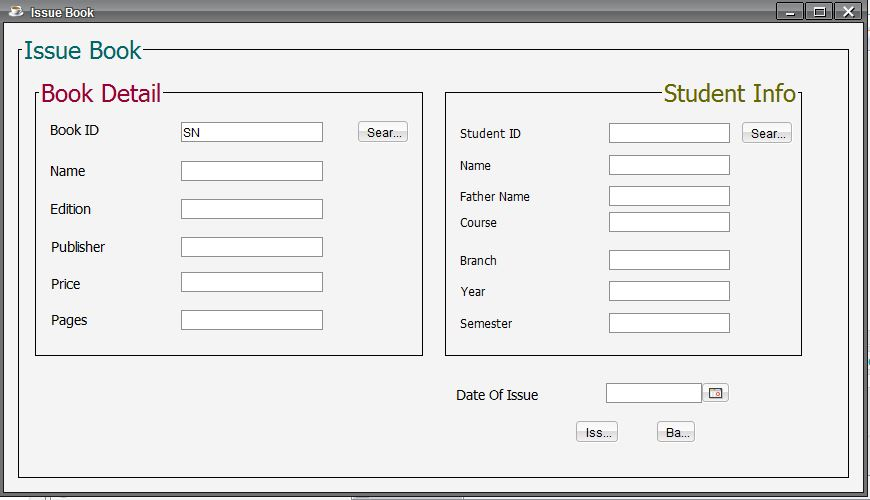 Issue Book
Issue Book
Book Detail
Book ID SN Sear...
Name
Edition
Publisher
Price
Pages
Student Info
Student ID Sear...
Name
Father Name
Course
Branch
Year
Semester
Date Of Issue
Iss... Ba...